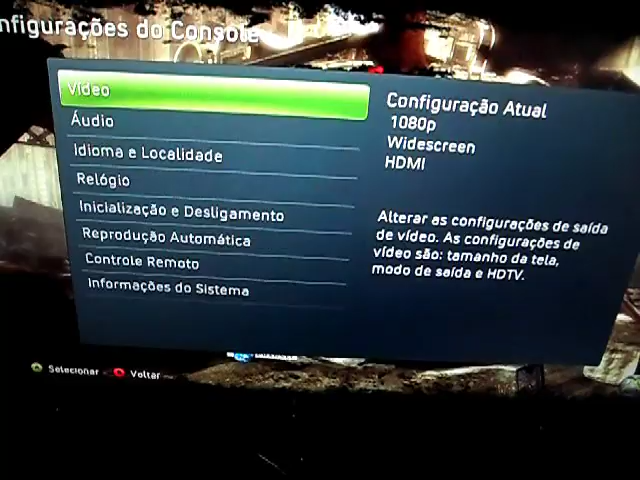 nfigurações do Console
Vídeo
Áudio
Idioma e Localidade
Relógio
Inicialização e Desligamento
Reprodução Automática
Controle Remoto
Informações do Sistema
Configuração Atual
1080p
Widescreen
HDMI
Alterar as configurações de saída
de vídeo. As configurações de
vídeo são: tamanho da tela,
modo de saída e HDTV.
Selecionar
Voltar